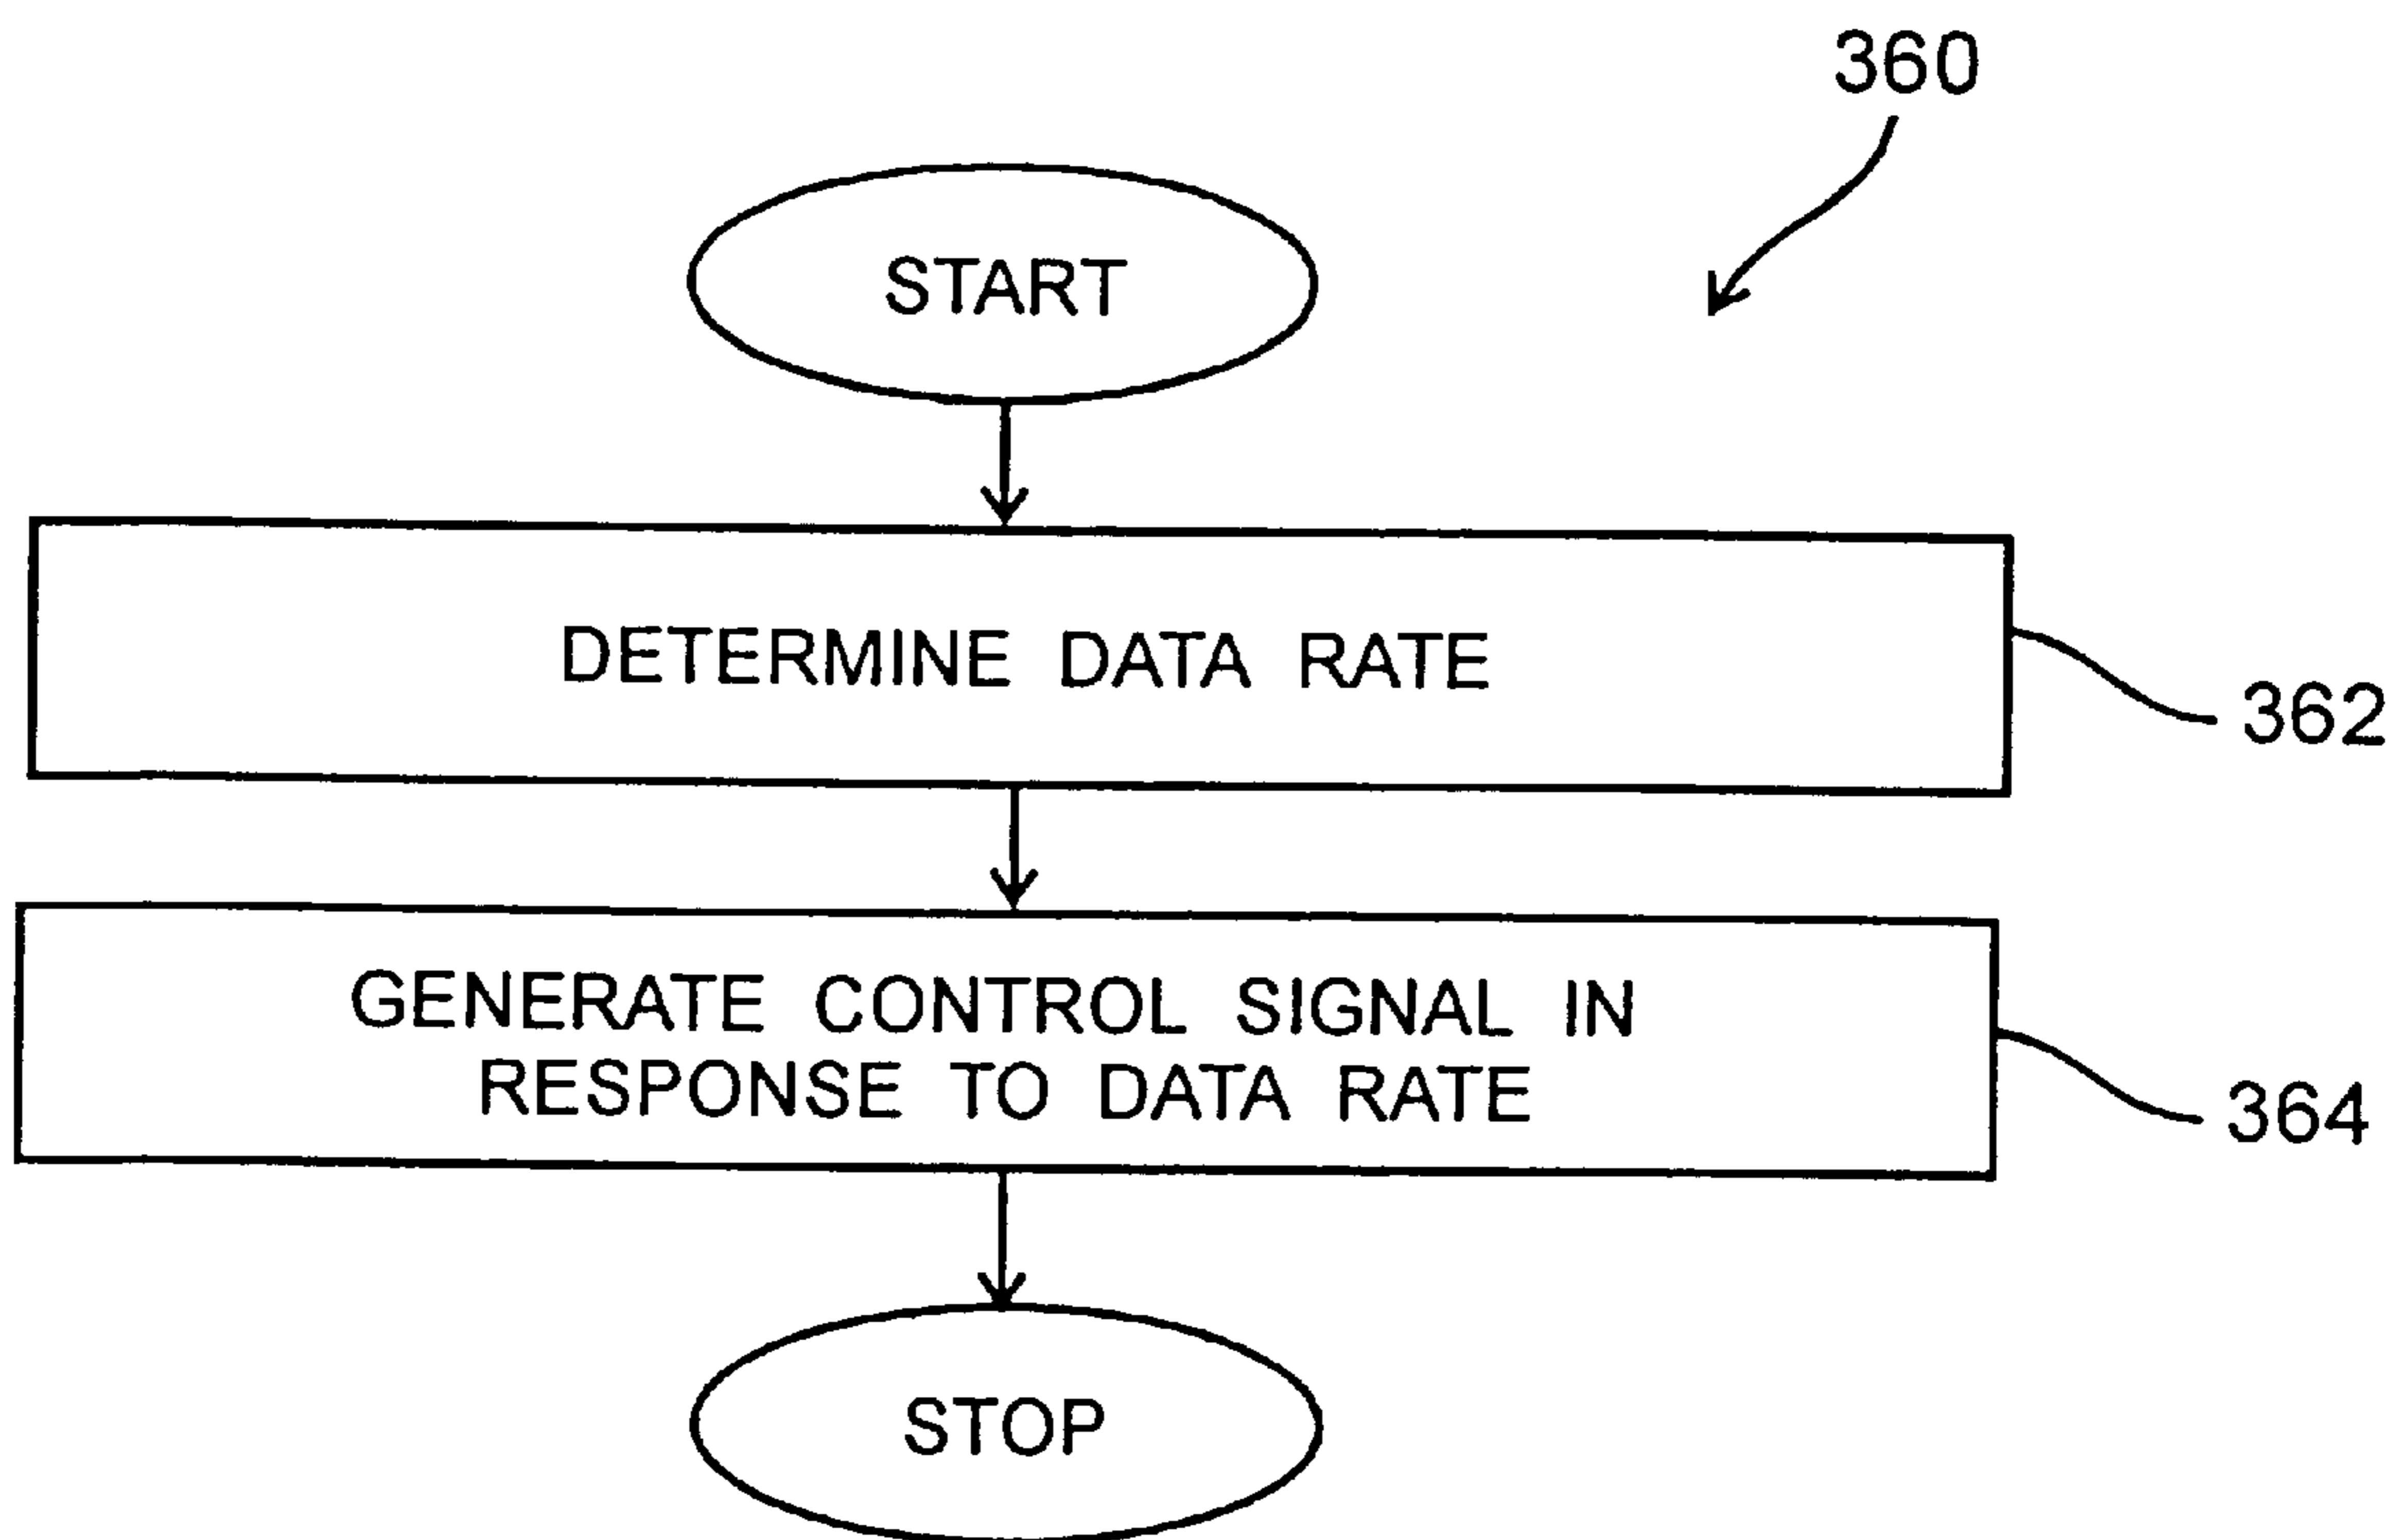 360
START
DETERMINE DATA RATE
362
GENERATE CONTROL SIGNAL IN
RESPONSE TO DATA RATE
364
STOP